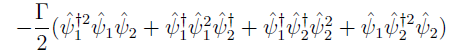 $-\frac{\Gamma}{2}(\hat{\psi}_1^{\dagger 2}\hat{\psi}_1\hat{\psi}_2 + \hat{\psi}_1^{\dagger}\hat{\psi}_1^{2}\hat{\psi}_2^{\dagger} + \hat{\psi}_1^{\dagger}\hat{\psi}_2^{\dagger}\hat{\psi}_2^{2} + \hat{\psi}_1\hat{\psi}_2^{\dagger 2}\hat{\psi}_2)$